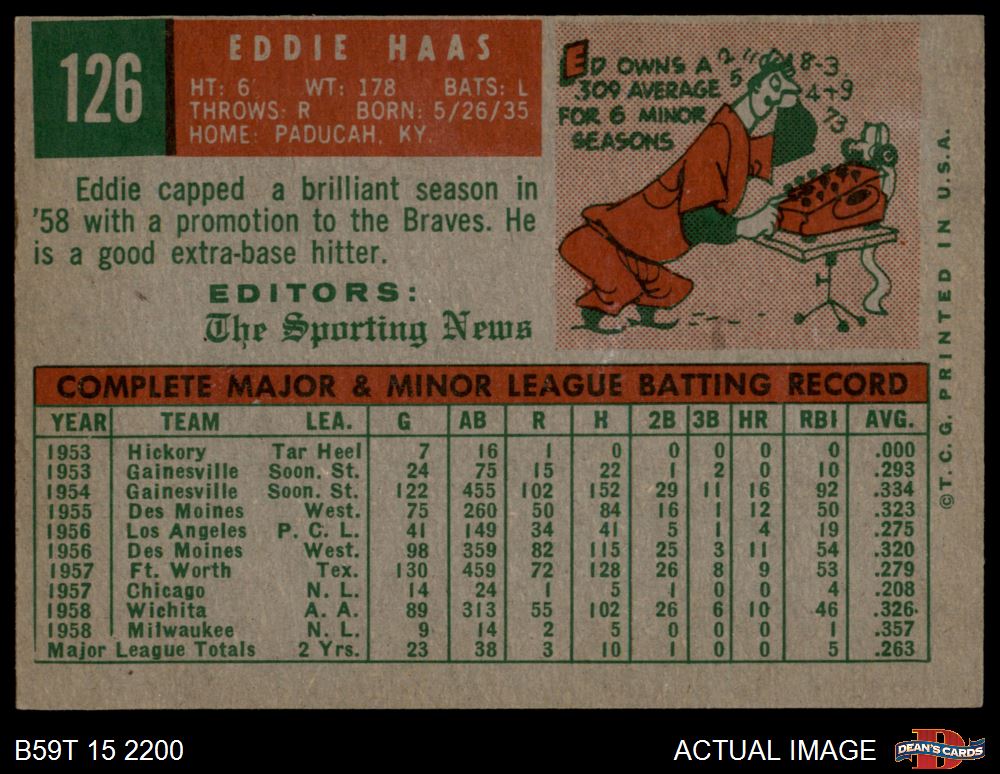 126
EDDIE HAAS
HT: 6' WT: 178 BATS: L
THROWS: R BORN: 5/26/35
HOME: PADUCAH, KY.
Eddie capped a brilliant season in
'58 with a promotion to the Braves. He
is a good extra-base hitter.
EDITORS:
The Sporting News
ED OWNS A
.309 AVERAGE
FOR 6 MINOR
SEASONS
2 " 8-3
5 4+9
73
COMPLETE MAJOR & MINOR LEAGUE BATTING RECORD
YEAR TEAM LEA. G AB R H 2B 3B HR RBI AVG.
1953 Hickory Tar Heel 7 16 1 0 0 0 0 0 .000
1953 Gainesville Soon. St. 24 75 15 22 1 2 0 10 .293
1954 Gainesville Soon. St. 122 455 102 152 29 11 16 92 .334
1955 Des Moines West. 75 260 50 84 16 1 12 50 .323
1956 Los Angeles P. C. L. 41 149 34 41 5 1 4 19 .275
1956 Des Moines West. 98 359 82 115 25 3 11 54 .320
1957 Ft. Worth Tex. 130 459 72 128 26 8 9 53 .279
1957 Chicago N. L. 14 24 1 5 1 0 0 4 .208
1958 Wichita A. A. 89 313 55 102 26 6 10 46 .326
1958 Milwaukee N. L. 9 14 2 5 0 0 0 1 .357
Major League Totals 2 Yrs. 23 38 3 10 1 0 0 5 .263
©T. C. G. PRINTED IN U.S.A.
B59T 15 2200
ACTUAL IMAGE
D
DEAN'S CARDS